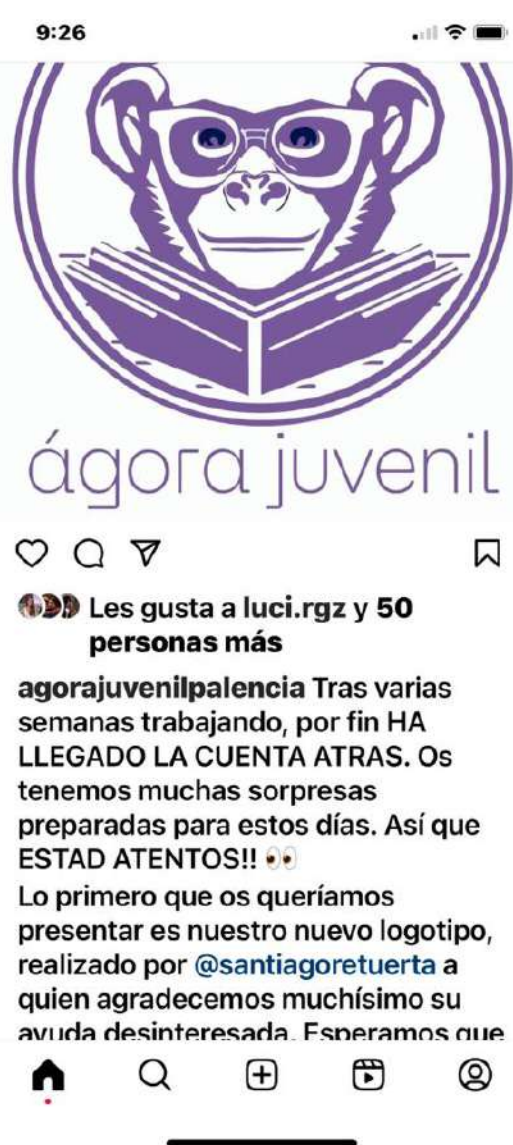 9:26
ágora juvenil
Les gusta a luci.rgz y 50
personas más
agorajuvenilpalencia Tras varias
semanas trabajando, por fin HA
LLEGADO LA CUENTA ATRAS. Os
tenemos muchas sorpresas
preparadas para estos días. Así que
ESTAD ATENTOS!! 👀
Lo primero que os queríamos
presentar es nuestro nuevo logotipo,
realizado por @santiagoretuerta a
quien agradecemos muchísimo su
ayuda desinteresada. Esperamos que